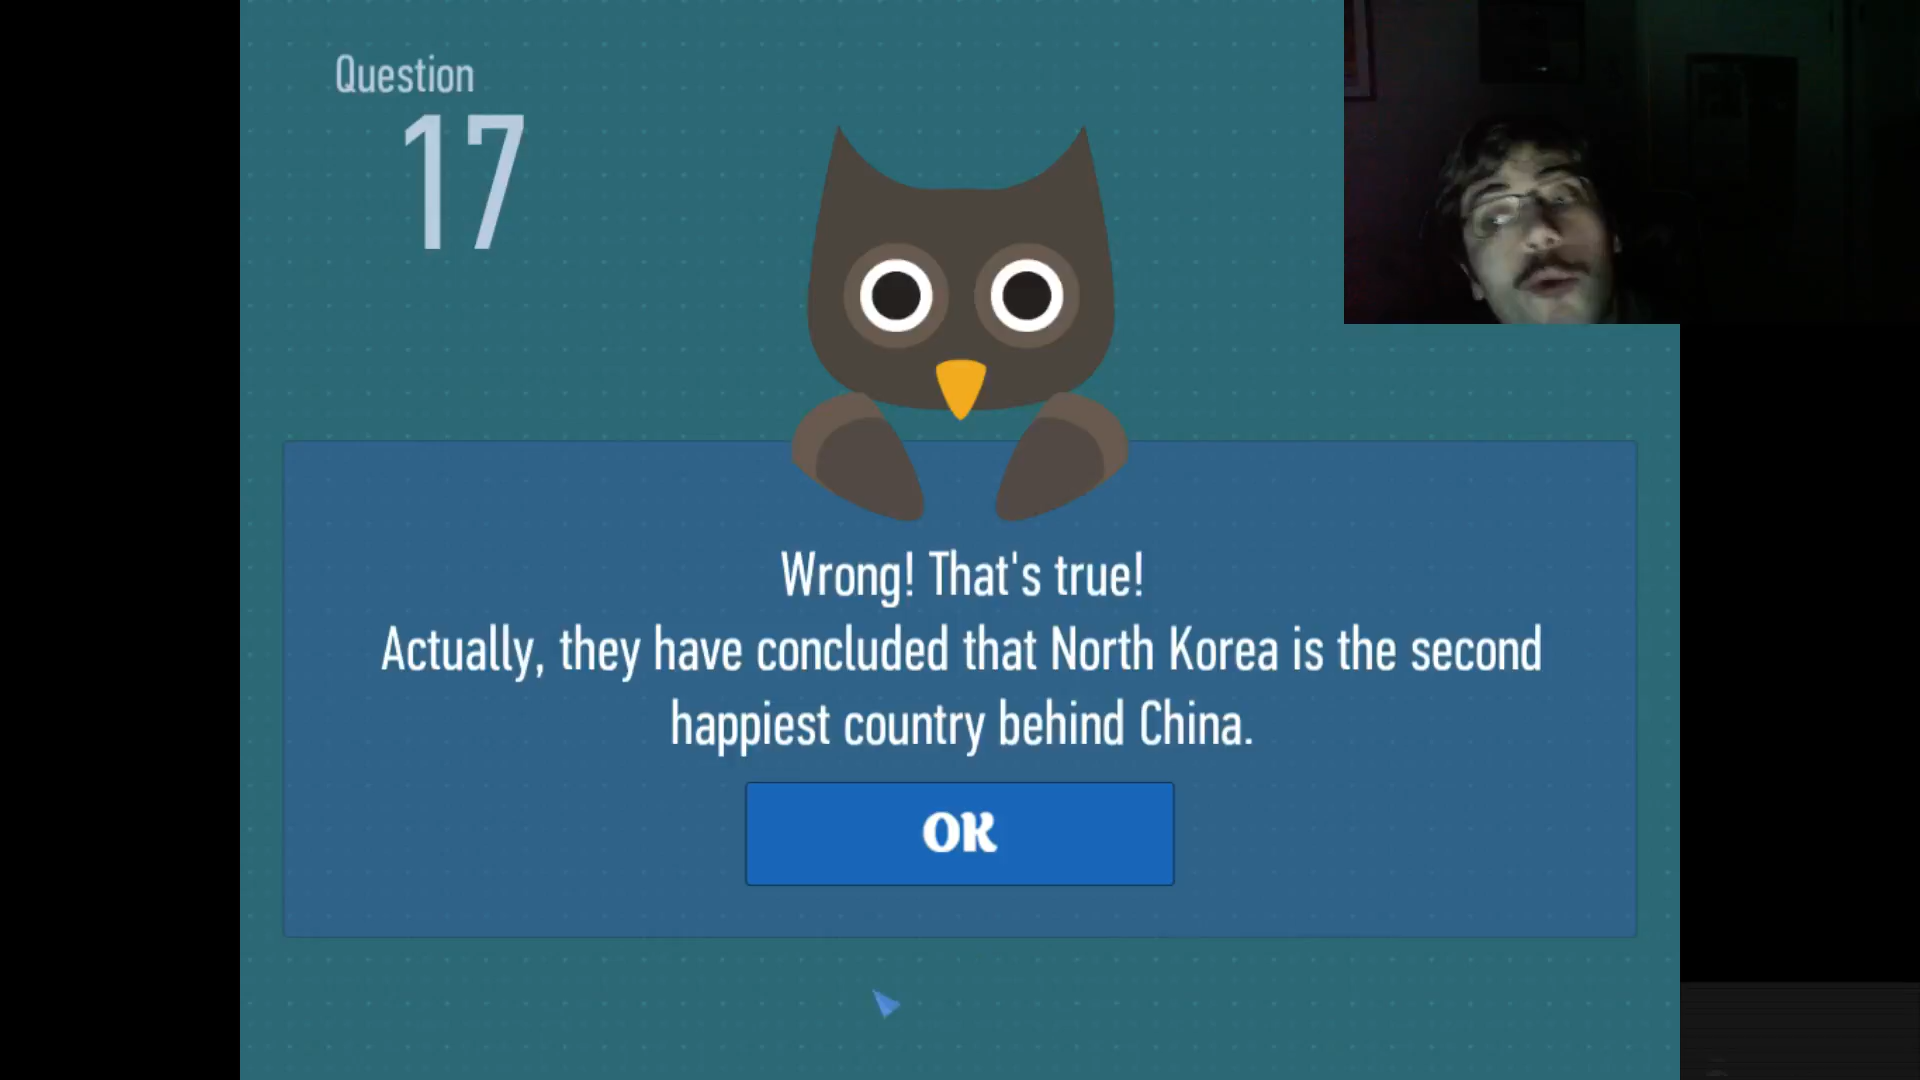 Question
17
Wrong! That's true!
Actually, they have concluded that North Korea is the second
happiest country behind China.
OK